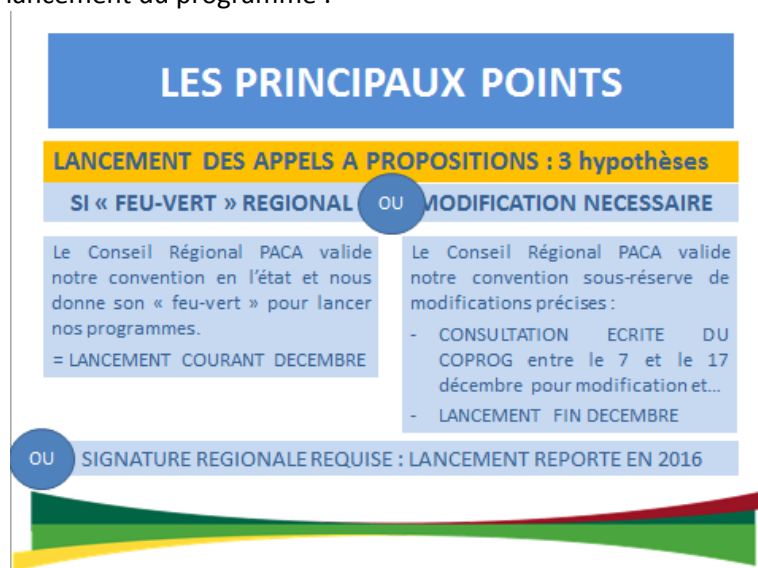 lancement du programme :
LES PRINCIPAUX POINTS
LANCEMENT DES APPELS A PROPOSITIONS : 3 hypothèses
SI « FEU-VERT » REGIONAL
OU
MODIFICATION NECESSAIRE
Le Conseil Régional PACA valide
notre convention en l'état et nous
donne son « feu-vert » pour lancer
nos programmes.
= LANCEMENT COURANT DECEMBRE
Le Conseil Régional PACA valide
notre convention sous-réserve de
modifications précises :
- CONSULTATION ECRITE DU
COPROG entre le 7 et le 17
décembre pour modification et…
- LANCEMENT FIN DECEMBRE
OU
SIGNATURE REGIONALE REQUISE : LANCEMENT REPORTE EN 2016